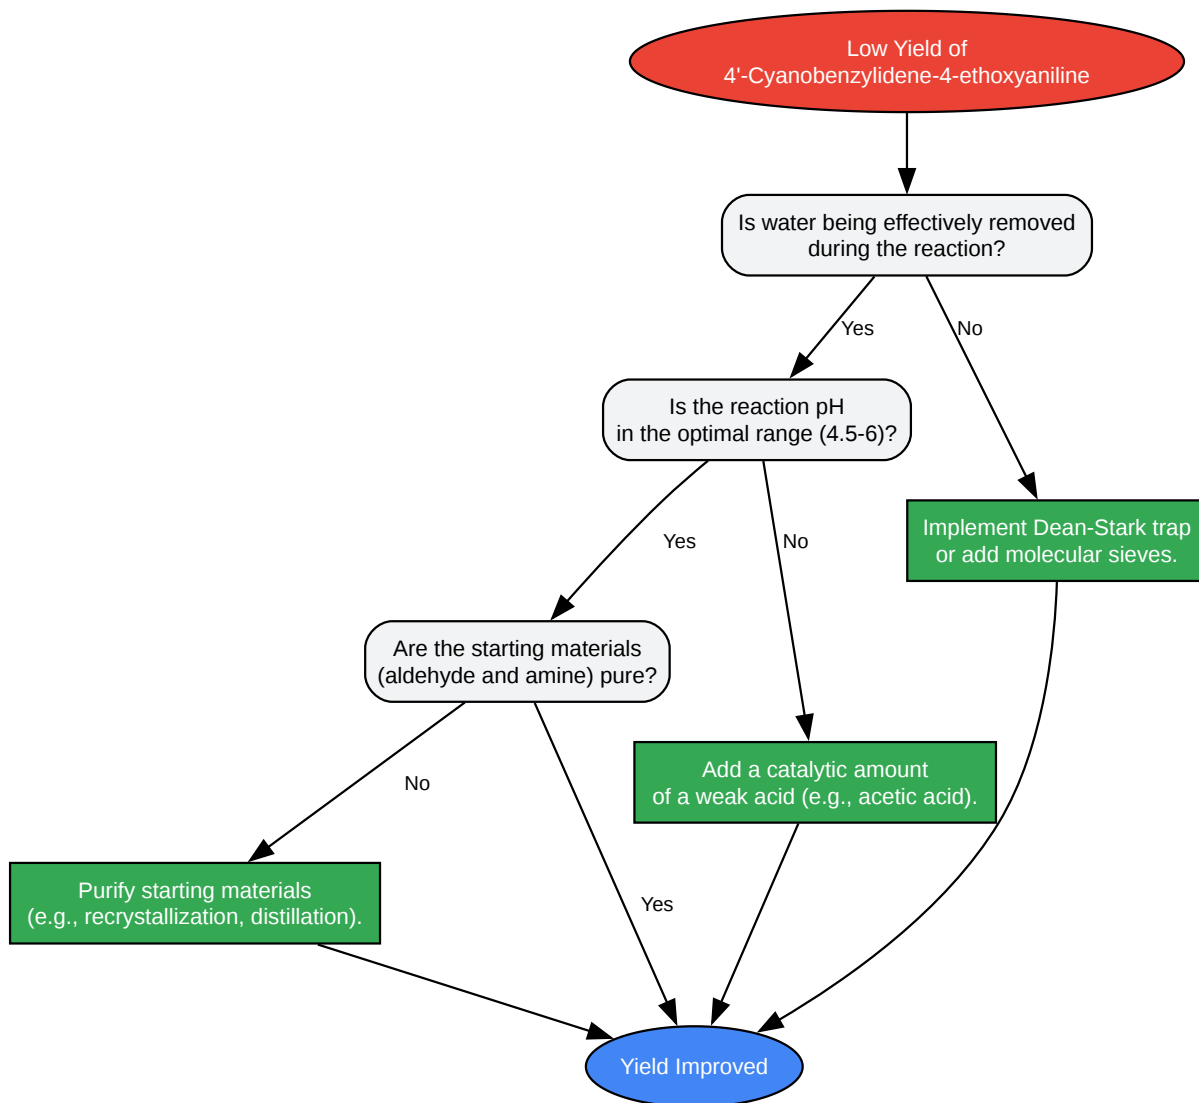 Low Yield of
4'-Cyanobenzylidene-4-ethoxyaniline
Is water being effectively removed
during the reaction?
Yes
No
Is the reaction pH
in the optimal range (4.5-6)?
Implement Dean-Stark trap
or add molecular sieves.
Yes
No
Are the starting materials
(aldehyde and amine) pure?
Add a catalytic amount
of a weak acid (e.g., acetic acid).
No
Purify starting materials
(e.g., recrystallization, distillation).
Yes
Yield Improved